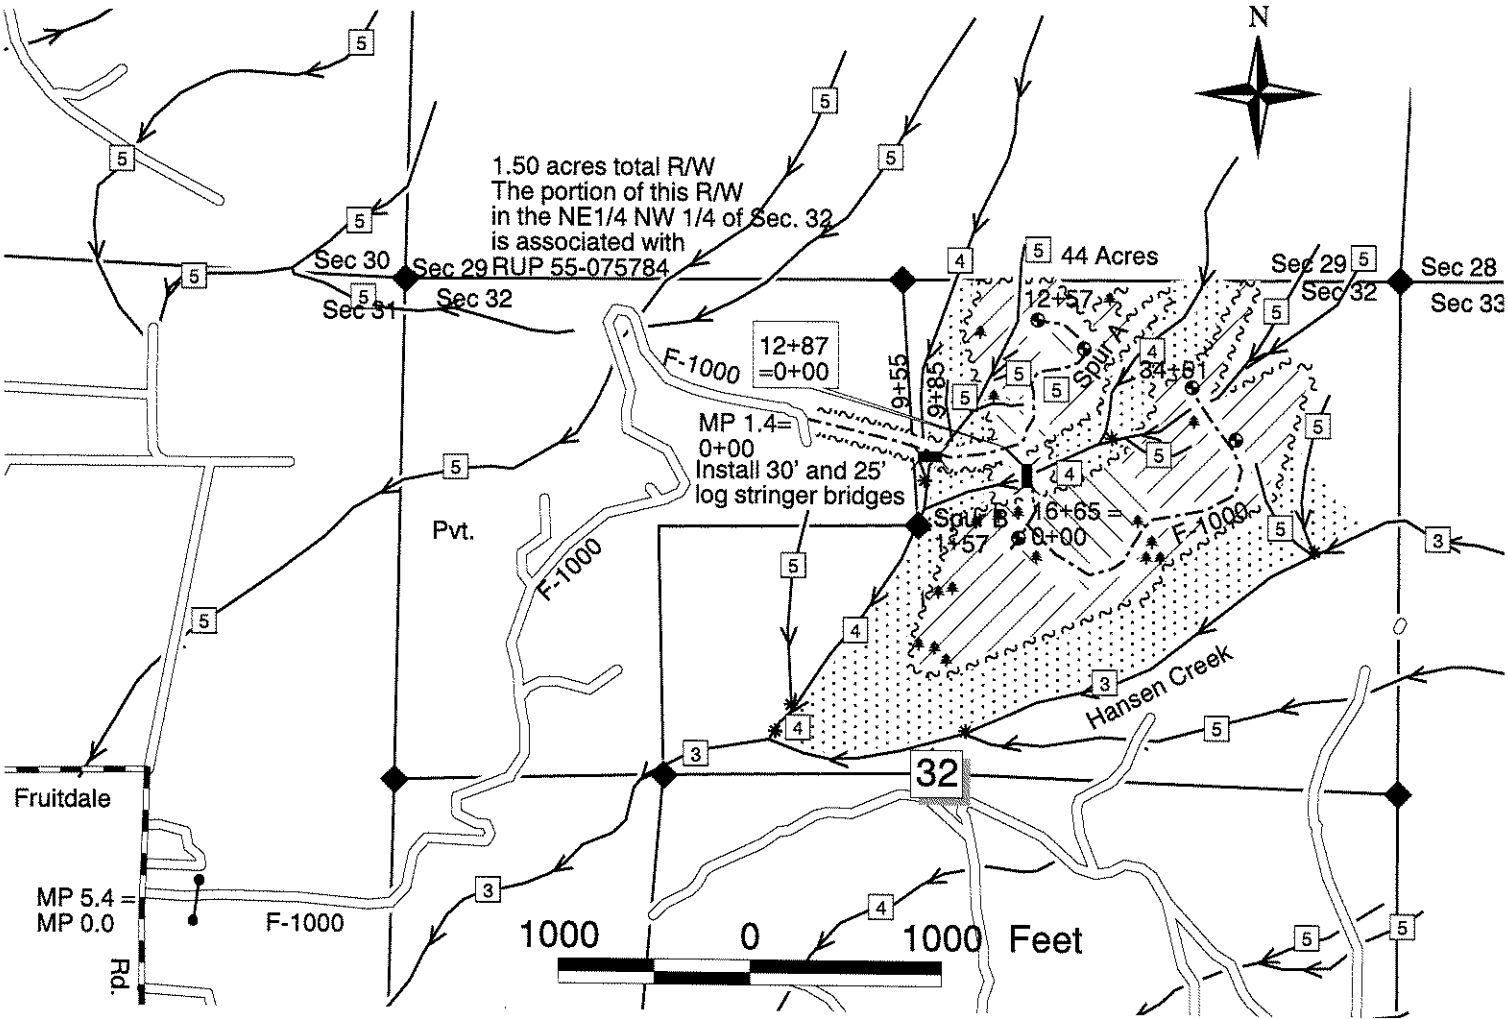 N
5
5
5
5
1.50 acres total R/W
The portion of this R/W
in the NE1/4 NW 1/4 of Sec. 32
is associated with
RUP 55-075784
5
5
4
5
44 Acres
Sec 30
Sec 29
Sec 29
5
Sec 28
5
5
Sec 31
Sec 32
Sec 32
Sec 33
12+57
5
12+87
=0+00
F-1000
9+55
9+85
Spur A
4
34+61
5
5
5
MP 1.4=
0+00
Install 30' and 25'
log stringer bridges
5
5
4
5
Pvt.
Spur B
1+57
16+65 =
0+00
F-1000
5
3
F-1000
5
5
4
3
Hansen Creek
4
5
3
32
Fruitdale
MP 5.4 =
MP 0.0
F-1000
3
4
5
5
Rd.
1000 0 1000 Feet